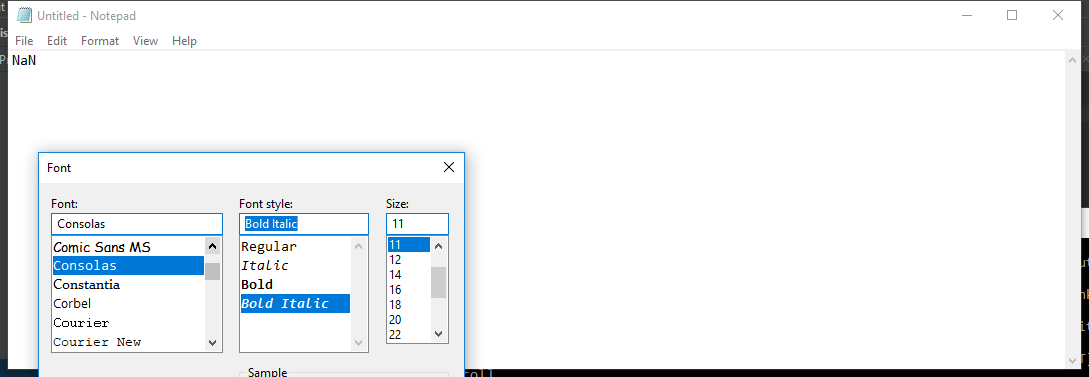 Untitled - Notepad
File Edit Format View Help
NaN
Font
Font: Font style: Size:
Consolas Bold Italic 11
Comic Sans MS Regular 11
Consolas Italic 12
Constantia Bold 14
Corbel Bold Italic 16
Courier 18
Courier New 20
22
Sample